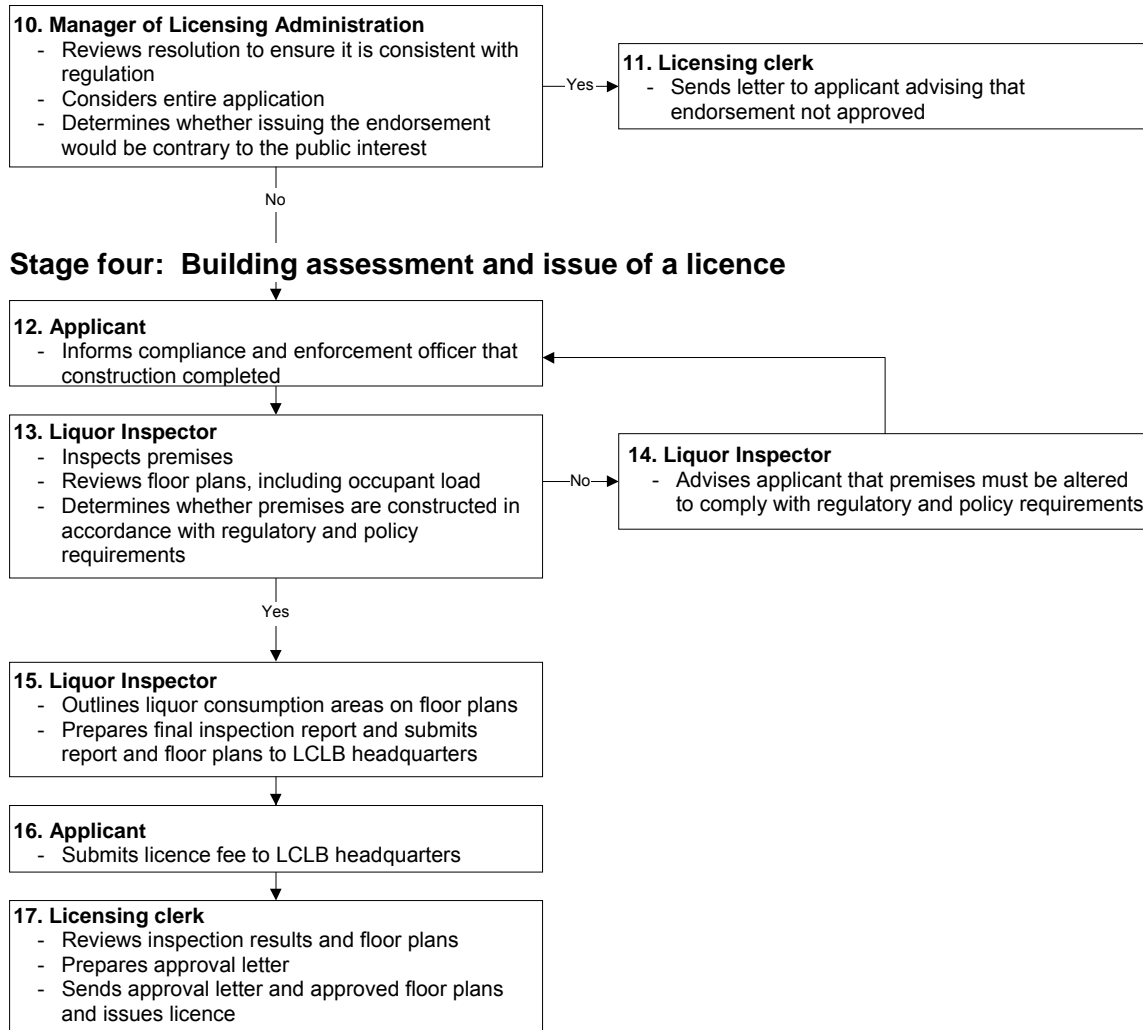 10. Manager of Licensing Administration
- Reviews resolution to ensure it is consistent with
regulation
- Considers entire application
- Determines whether issuing the endorsement
would be contrary to the public interest
Yes
11. Licensing clerk
- Sends letter to applicant advising that
endorsement not approved
No
Stage four: Building assessment and issue of a licence
12. Applicant
- Informs compliance and enforcement officer that
construction completed
13. Liquor Inspector
- Inspects premises
- Reviews floor plans, including occupant load
- Determines whether premises are constructed in
accordance with regulatory and policy
requirements
No
14. Liquor Inspector
- Advises applicant that premises must be altered
to comply with regulatory and policy requirements
Yes
15. Liquor Inspector
- Outlines liquor consumption areas on floor plans
- Prepares final inspection report and submits
report and floor plans to LCLB headquarters
16. Applicant
- Submits licence fee to LCLB headquarters
17. Licensing clerk
- Reviews inspection results and floor plans
- Prepares approval letter
- Sends approval letter and approved floor plans
and issues licence